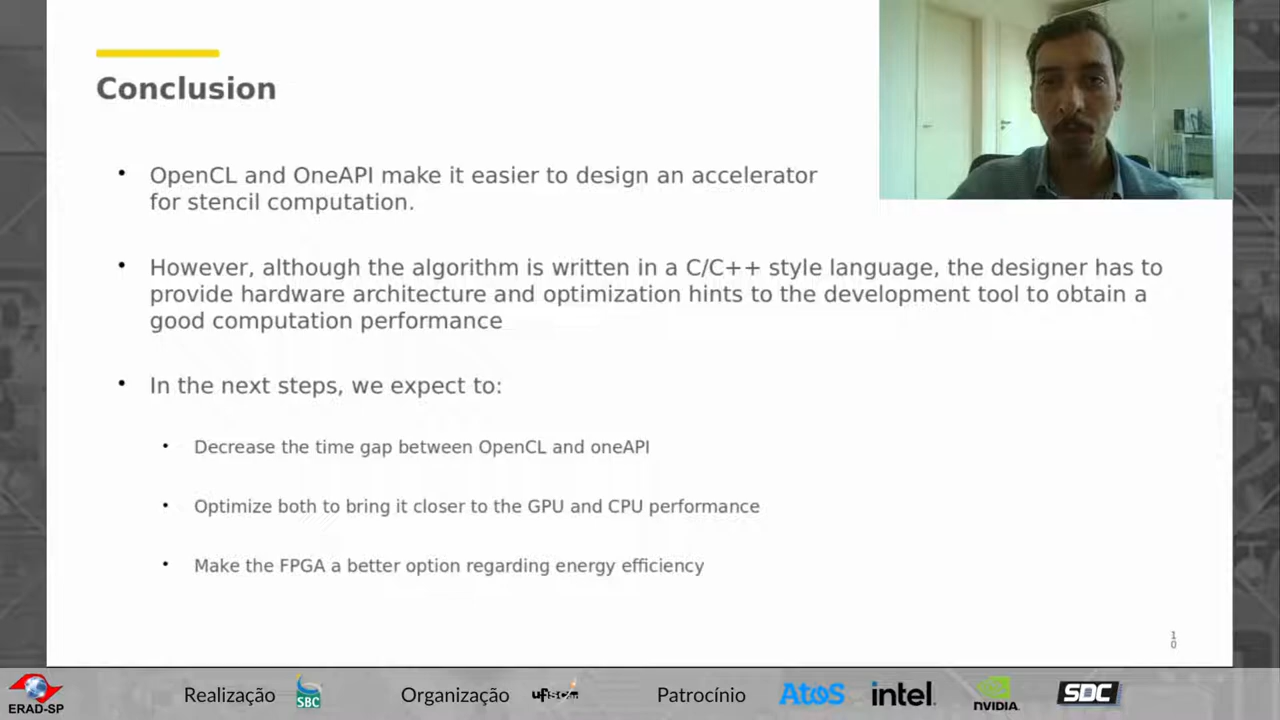 Conclusion
• OpenCL and OneAPI make it easier to design an accelerator
for stencil computation.
• However, although the algorithm is written in a C/C++ style language, the designer has to
provide hardware architecture and optimization hints to the development tool to obtain a
good computation performance
• In the next steps, we expect to:
• Decrease the time gap between OpenCL and oneAPI
• Optimize both to bring it closer to the GPU and CPU performance
• Make the FPGA a better option regarding energy efficiency
1
0
ERAD-SP
Realização
SBC
Organização
ufscar
Patrocínio
Atos
intel.
NVIDIA.
SDC